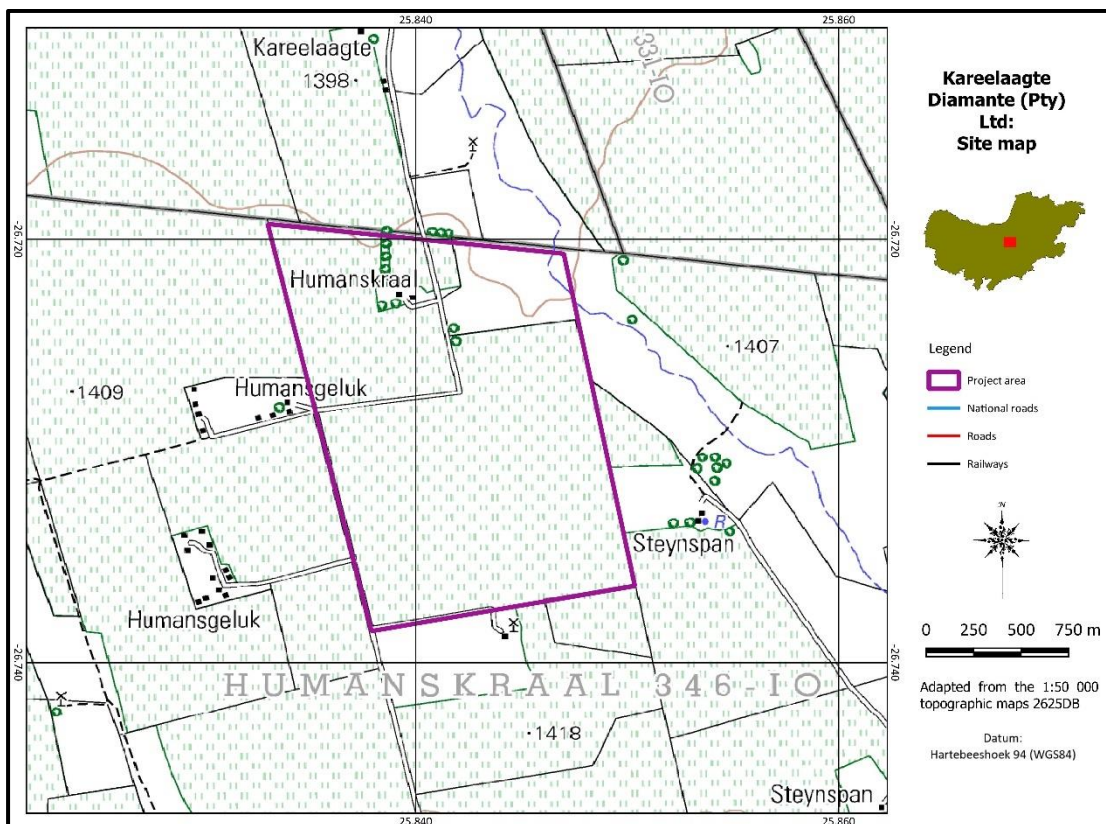 25.840
25.860
Kareelaagte
1398
331-IO
-26.720
-26.720
Humanskraal
1407
1409
Humansgeluk
R
Steynspan
Humansgeluk
-26.740
-26.740
HUMANSKRAAL 346-IO
1418
Steynspan
25.840
25.860
Kareelaagte
Diamante (Pty)
Ltd:
Site map
Legend
Project area
National roads
Roads
Railways
N
0 250 500 750 m
Adapted from the 1:50 000
topographic maps 2625DB
Datum:
Hartebeeshoek 94 (WGS84)